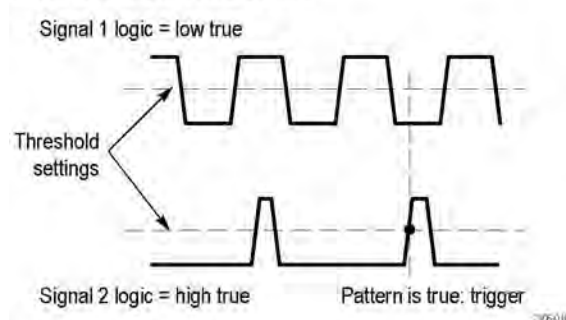 Signal 1 logic = low true
Threshold
settings
Signal 2 logic = high true
Pattern is true: trigger